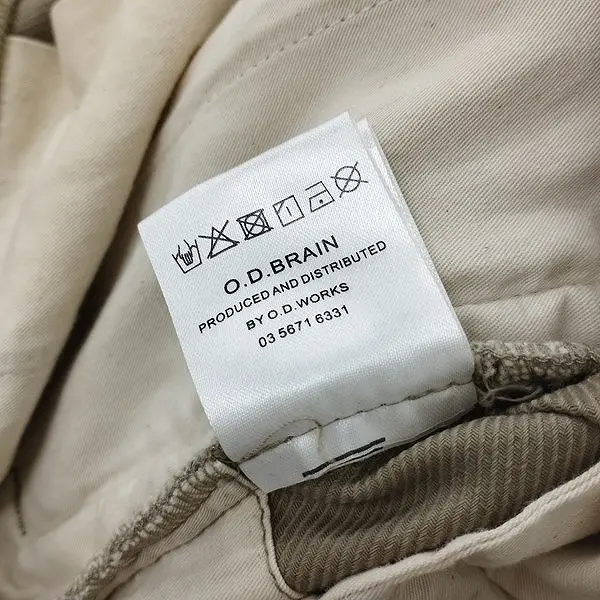 O.D.BRAIN
PRODUCED AND DISTRIBUTED
BY O.D.WORKS
03 5671 6331